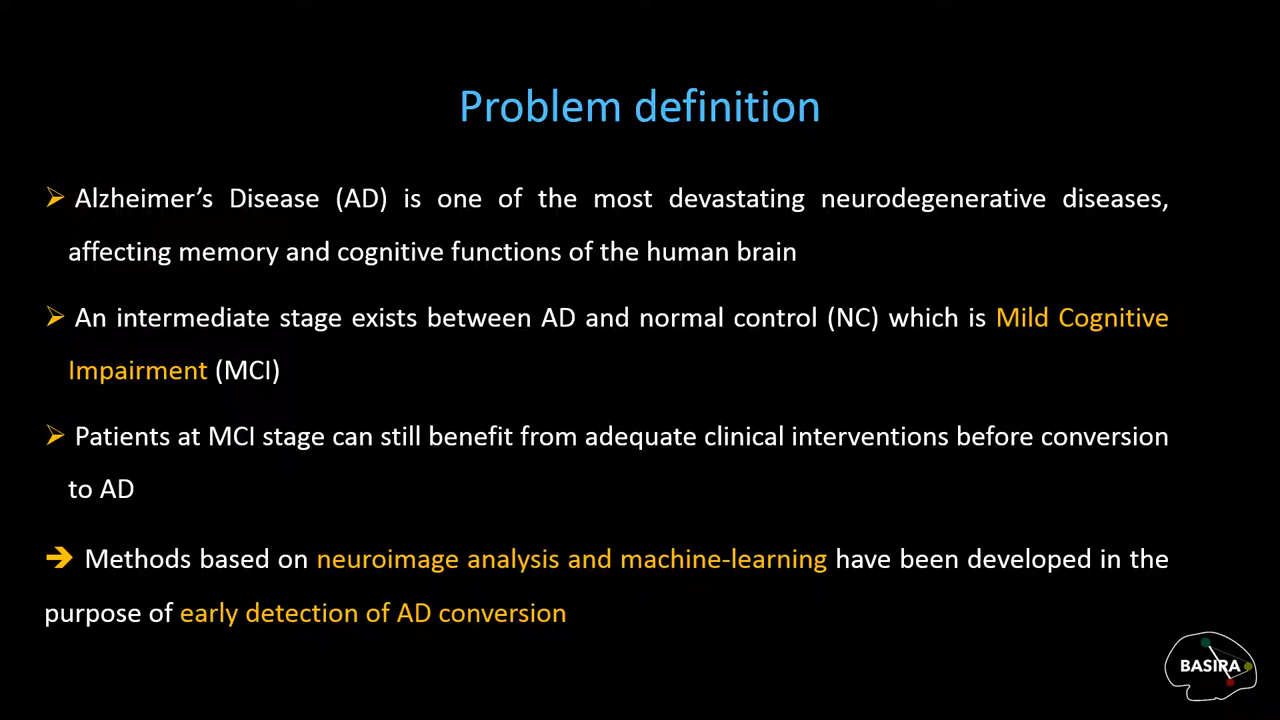 Problem definition
➢ Alzheimer’s Disease (AD) is one of the most devastating neurodegenerative diseases,
affecting memory and cognitive functions of the human brain
➢ An intermediate stage exists between AD and normal control (NC) which is Mild Cognitive
Impairment (MCI)
➢ Patients at MCI stage can still benefit from adequate clinical interventions before conversion
to AD
➔ Methods based on neuroimage analysis and machine-learning have been developed in the
purpose of early detection of AD conversion
BASIRA